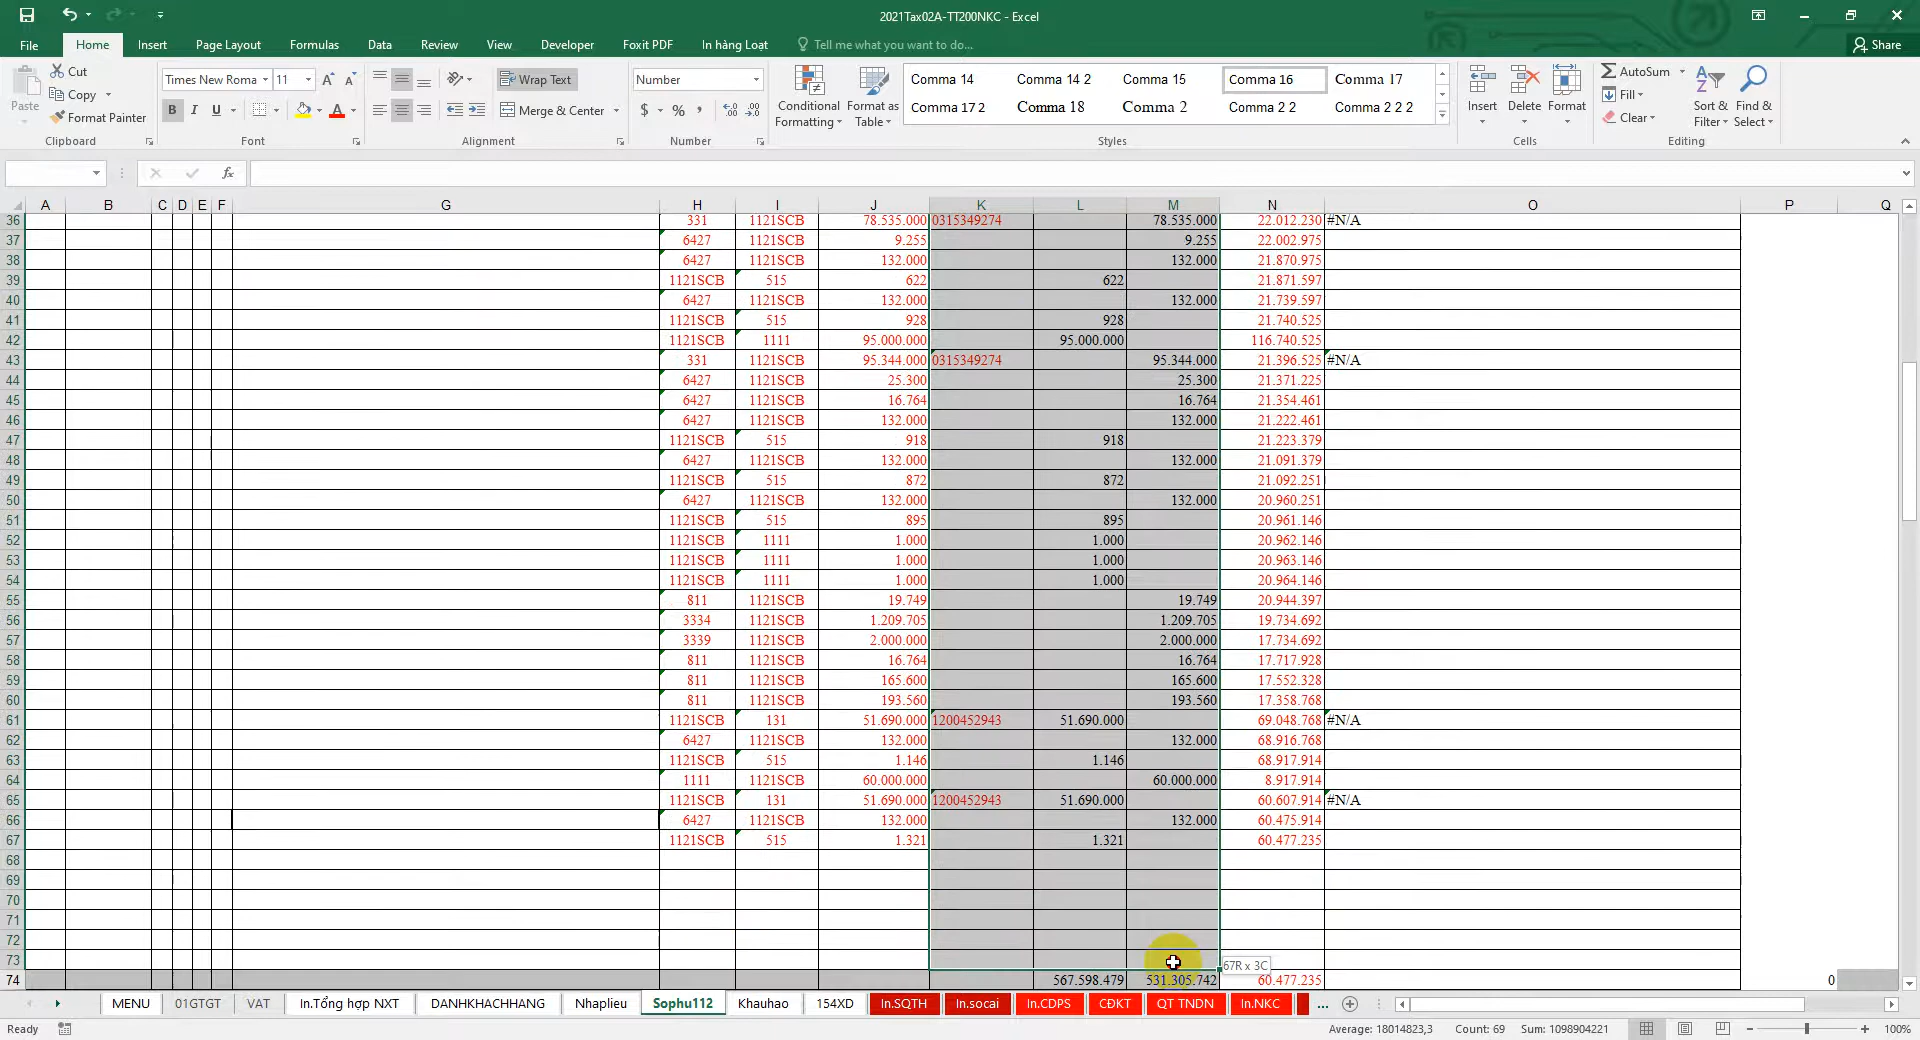 2021Tax02A-TT200NKC - Excel
File Home Insert Page Layout Formulas Data Review View Developer Foxit PDF In hàng Loạt Tell me what you want to do... Share
Paste Cut Copy Format Painter Clipboard
Times New Roma 11 B I U A Font
Wrap Text Merge & Center Alignment
Number $ % , Number
Conditional Formatting Format as Table
Comma 14 Comma 14 2 Comma 15 Comma 16 Comma 17
Comma 17 2 Comma 18 Comma 2 Comma 2 2 Comma 2 2 2
Styles
Insert Delete Format Cells
AutoSum Fill Clear Sort & Filter Find & Select Editing
fx
A B C D E F G H I J K L M N O P Q
36 331 1121SCB 78.535.000 0315349274 78.535.000 22.012.230 #N/A
37 6427 1121SCB 9.255 9.255 22.002.975
38 6427 1121SCB 132.000 132.000 21.870.975
39 1121SCB 515 622 622 21.871.597
40 6427 1121SCB 132.000 132.000 21.739.597
41 1121SCB 515 928 928 21.740.525
42 1121SCB 1111 95.000.000 95.000.000 116.740.525
43 331 1121SCB 95.344.000 0315349274 95.344.000 21.396.525 #N/A
44 6427 1121SCB 25.300 25.300 21.371.225
45 6427 1121SCB 16.764 16.764 21.354.461
46 6427 1121SCB 132.000 132.000 21.222.461
47 1121SCB 515 918 918 21.223.379
48 6427 1121SCB 132.000 132.000 21.091.379
49 1121SCB 515 872 872 21.092.251
50 6427 1121SCB 132.000 132.000 20.960.251
51 1121SCB 515 895 895 20.961.146
52 1121SCB 1111 1.000 1.000 20.962.146
53 1121SCB 1111 1.000 1.000 20.963.146
54 1121SCB 1111 1.000 1.000 20.964.146
55 811 1121SCB 19.749 19.749 20.944.397
56 3334 1121SCB 1.209.705 1.209.705 19.734.692
57 3339 1121SCB 2.000.000 2.000.000 17.734.692
58 811 1121SCB 16.764 16.764 17.717.928
59 811 1121SCB 165.600 165.600 17.552.328
60 811 1121SCB 193.560 193.560 17.358.768
61 1121SCB 131 51.690.000 1200452943 51.690.000 69.048.768 #N/A
62 6427 1121SCB 132.000 132.000 68.916.768
63 1121SCB 515 1.146 1.146 68.917.914
64 1111 1121SCB 60.000.000 60.000.000 8.917.914
65 1121SCB 131 51.690.000 1200452943 51.690.000 60.607.914 #N/A
66 6427 1121SCB 132.000 132.000 60.475.914
67 1121SCB 515 1.321 1.321 60.477.235
68
69
70
71
72
73 67R x 3C
74 567.598.479 531.305.742 60.477.235 0
MENU 01GTGT VAT In.Tổng hợp NXT DANHKHACHHANG Nhaplieu Sophu112 Khauhao 154XD In.SQTH In.socai In.CDPS CĐKT QT TNDN In.NKC ...
Ready Average: 18014823,3 Count: 69 Sum: 1098904221 100%